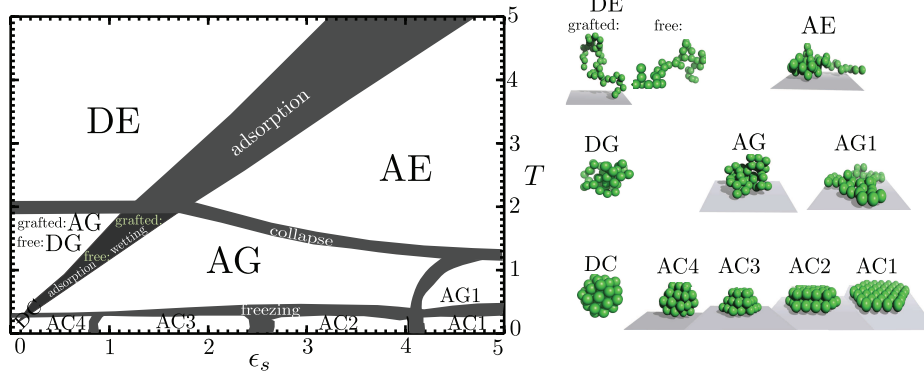 5
DE
adsorption
4
3
AE
T
2
grafted: AG
grafted:
free: DG
free:
adsorption
wetting
collapse
AG
1
AG1
freezing
AC4
AC3
AC2
AC1
0
0
1
2
3
4
5
ϵs
DE
grafted:
free:
AE
DG
AG
AG1
DC
AC4
AC3
AC2
AC1